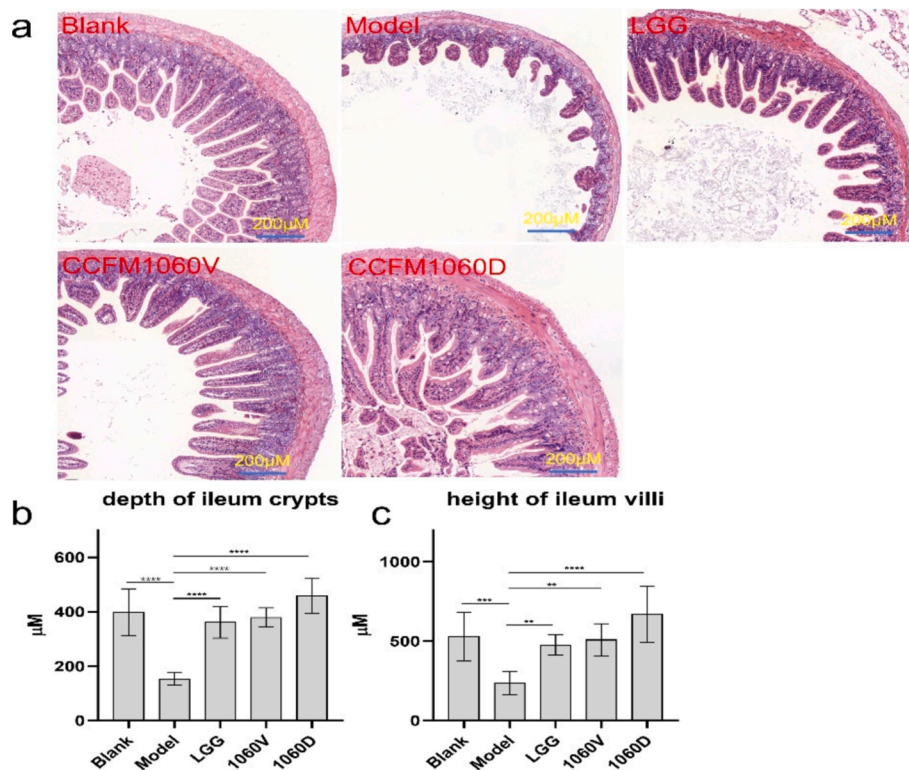 a
Blank
Model
LGG
200μM
200μM
200μM
CCFM1060V
CCFM1060D
200μM
200μM
b
depth of ileum crypts
600
400
200
0
μM
****
****
****
****
Blank
Model
LGG
1060V
1060D
c
height of ileum villi
1000
500
0
μM
****
**
***
**
Blank
Model
LGG
1060V
1060D